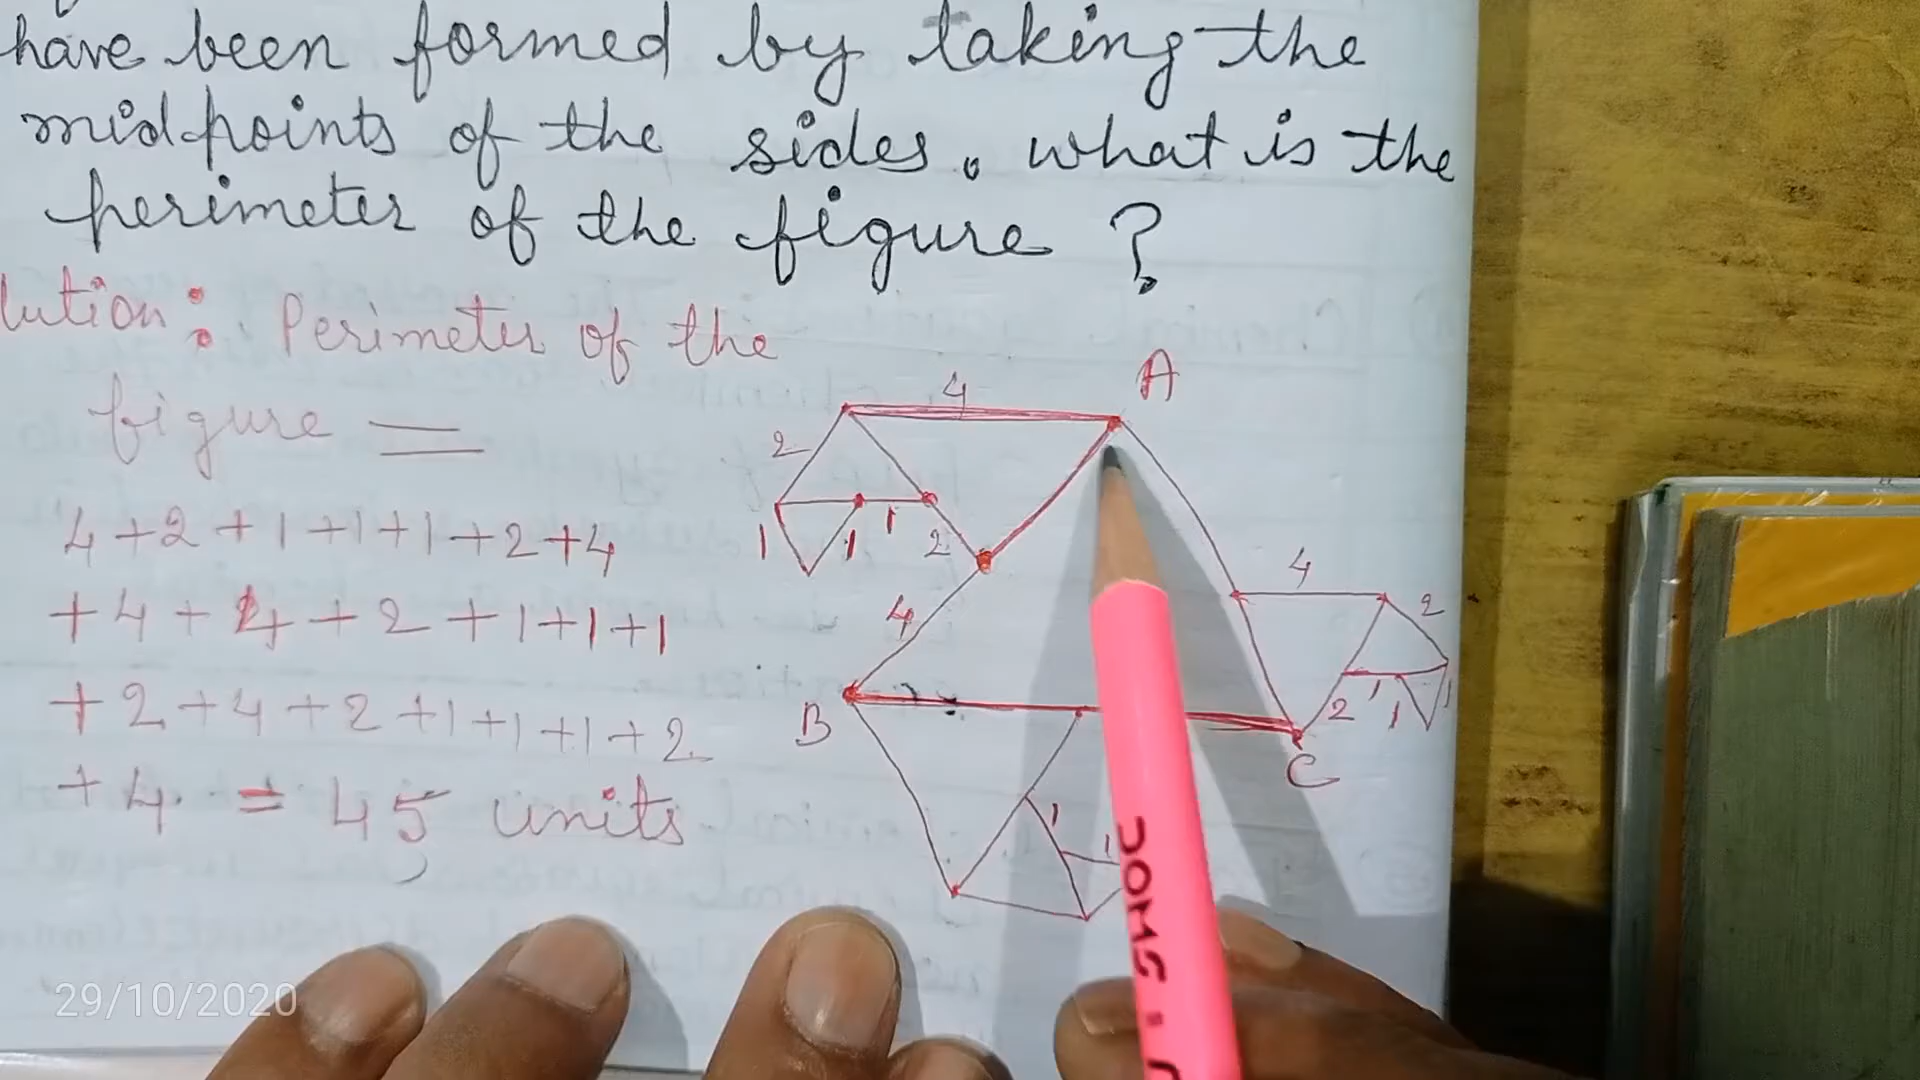 have been formed by taking the
midpoints of the sides. what is the
perimeter of the figure ?
lution: Perimeter of the
figure =
4+2+1+1+1+2+4
+4+4+2+1+1+1
+2+4+2+1+1+1+2
+4 = 45 units
A
4
2
1
1
1
2
4
B
4
2
1
1
1
2
C
1
1
DOMS
29/10/2020